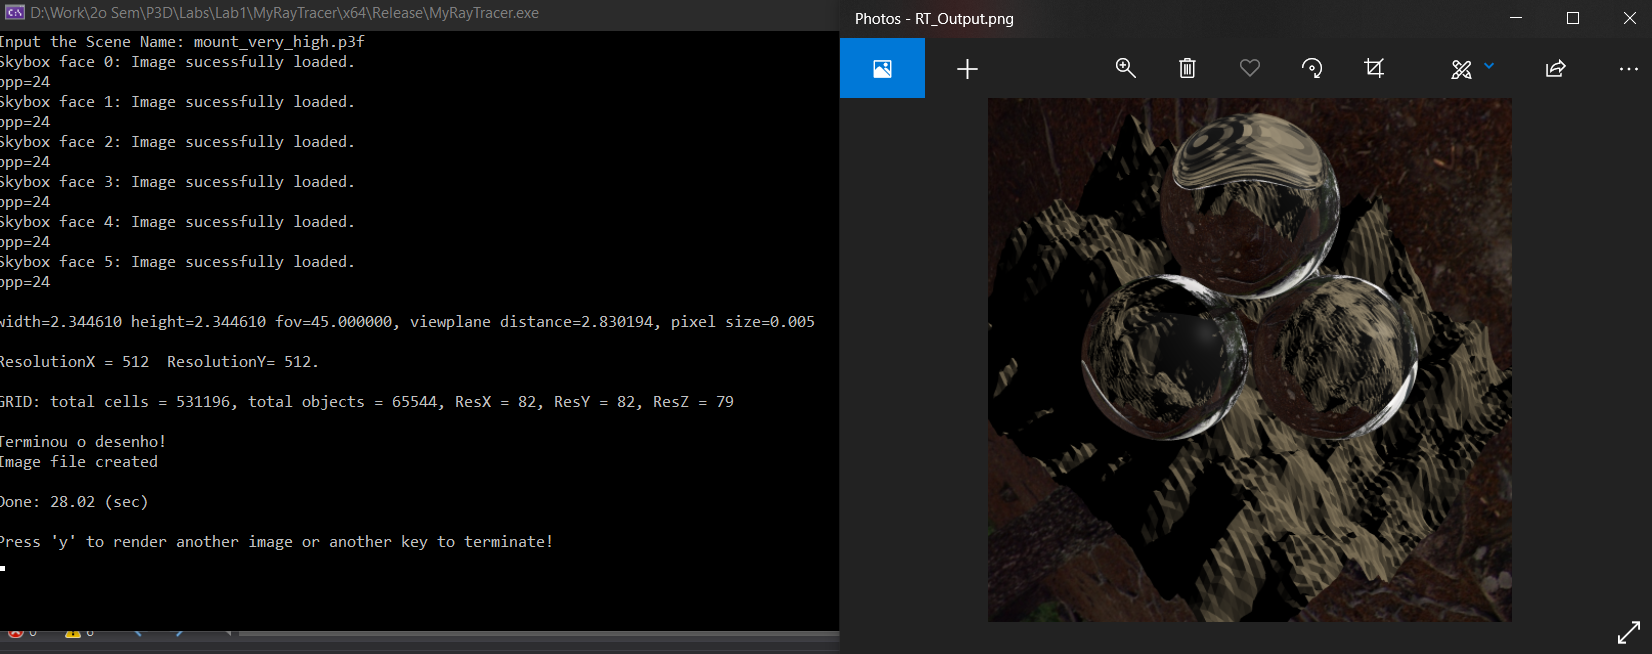 D:\Work\2o Sem\P3D\Labs\Lab1\MyRayTracer\x64\Release\MyRayTracer.exe
Input the Scene Name: mount_very_high.p3f
Skybox face 0: Image sucessfully loaded.
bpp=24
Skybox face 1: Image sucessfully loaded.
bpp=24
Skybox face 2: Image sucessfully loaded.
bpp=24
Skybox face 3: Image sucessfully loaded.
bpp=24
Skybox face 4: Image sucessfully loaded.
bpp=24
Skybox face 5: Image sucessfully loaded.
bpp=24
width=2.344610 height=2.344610 fov=45.000000, viewplane distance=2.830194, pixel size=0.005
ResolutionX = 512  ResolutionY= 512.
GRID: total cells = 531196, total objects = 65544, ResX = 82, ResY = 82, ResZ = 79
Terminou o desenho!
Image file created
Done: 28.02 (sec)
Press 'y' to render another image or another key to terminate!
Photos - RT_Output.png